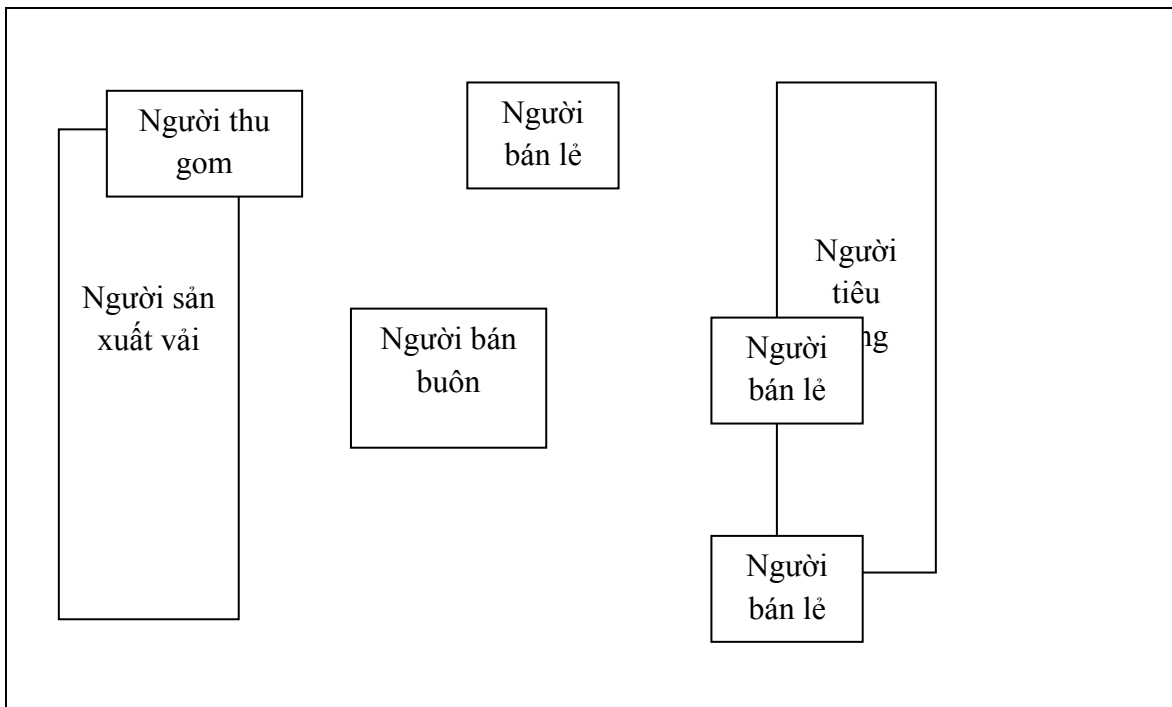 Người thu
gom
Người
bán lẻ
Người sản
xuất vải
Người bán
buôn
Người
tiêu
ng
Người
bán lẻ
Người
bán lẻ